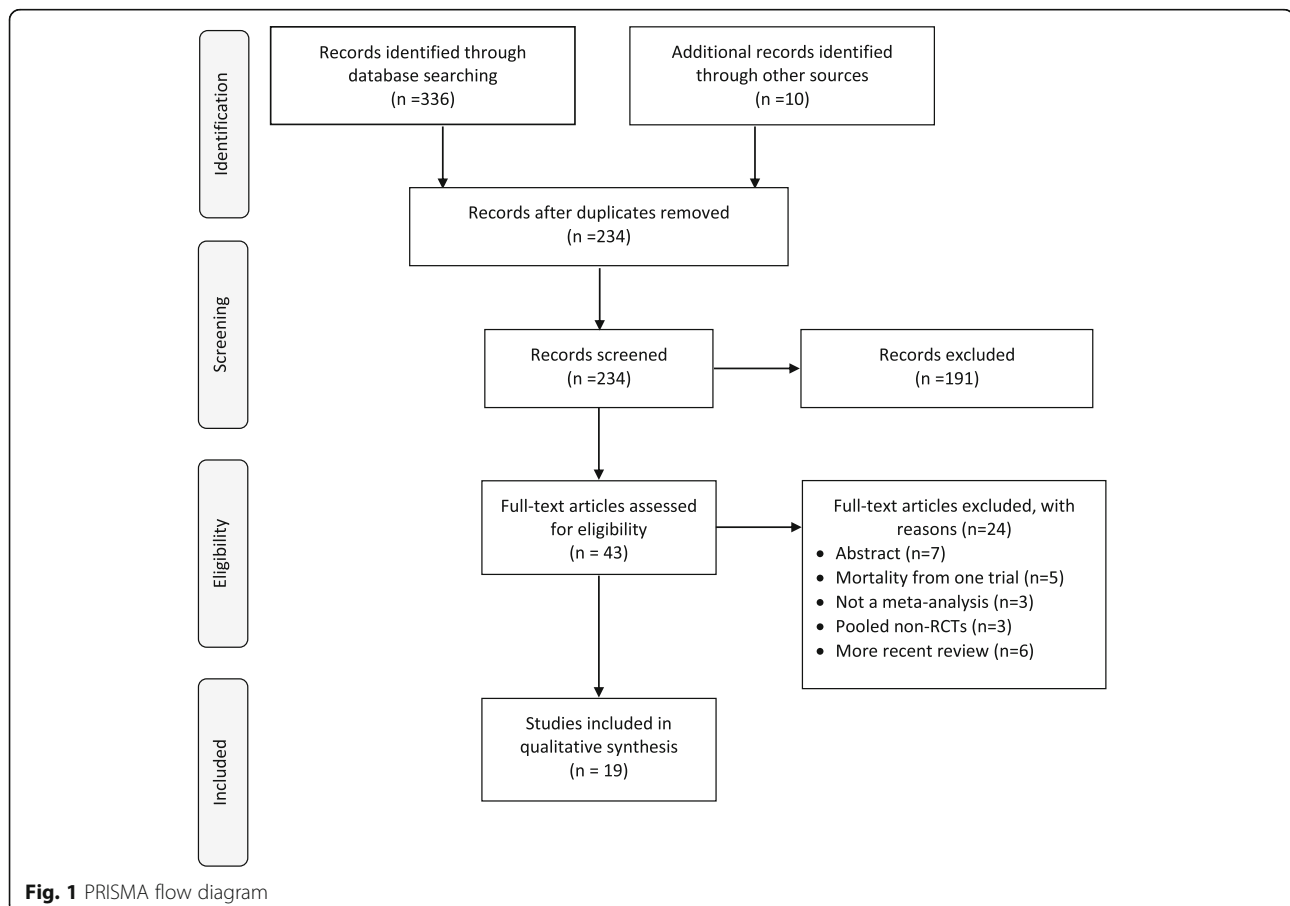 Identification
Records identified through
database searching
(n =336)
Additional records identified
through other sources
(n =10)
Records after duplicates removed
(n =234)
Screening
Records screened
(n =234)
Records excluded
(n =191)
Eligibility
Full-text articles assessed
for eligibility
(n = 43)
Full-text articles excluded, with
reasons (n=24)
• Abstract (n=7)
• Mortality from one trial (n=5)
• Not a meta-analysis (n=3)
• Pooled non-RCTs (n=3)
• More recent review (n=6)
Included
Studies included in
qualitative synthesis
(n = 19)
Fig. 1 PRISMA flow diagram